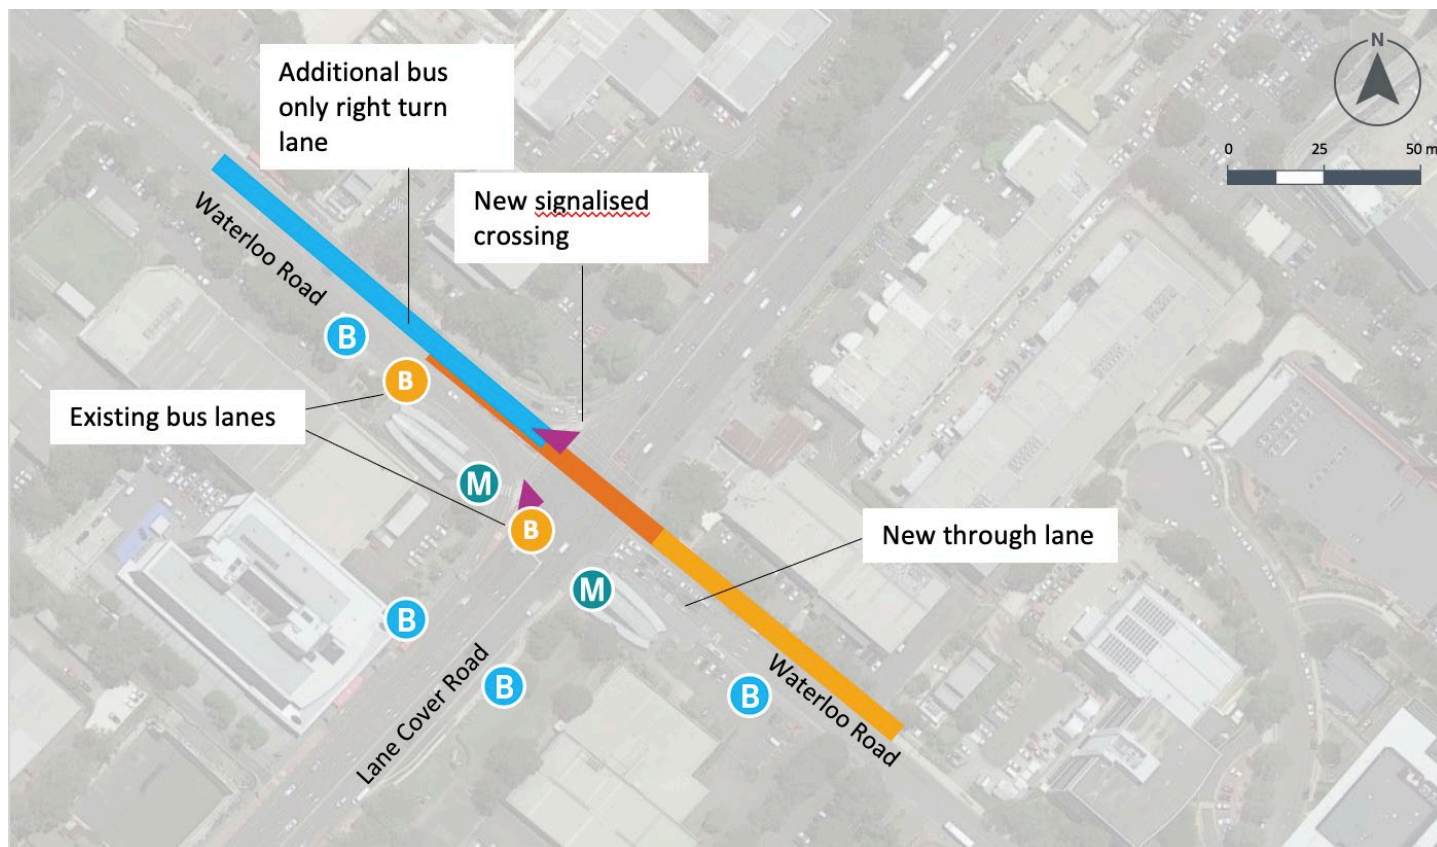 N
0 25 50 m
Additional bus
only right turn
lane
New signalised
crossing
Waterloo Road
B
B
Existing bus lanes
M
B
New through lane
M
B
Lane Cover Road
B
B
Waterloo Road